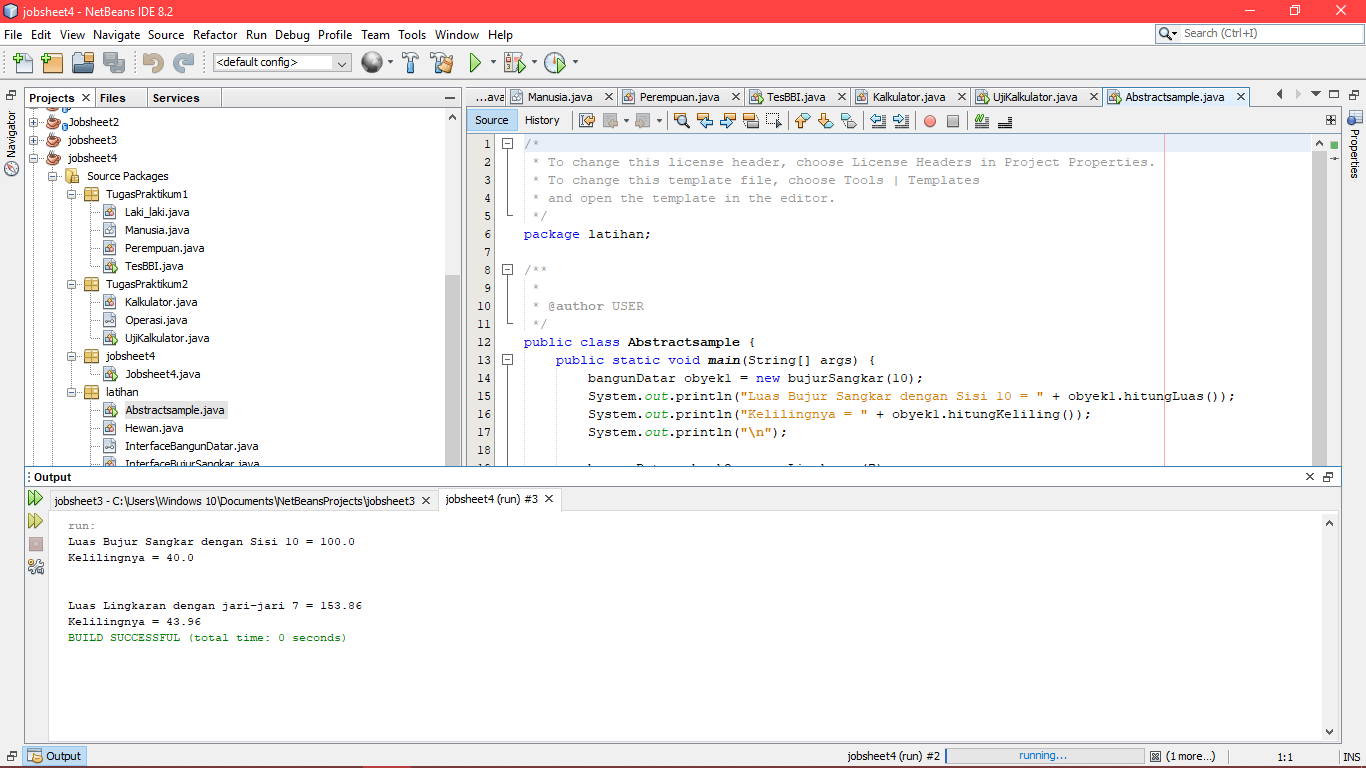 jobsheet4 - NetBeans IDE 8.2
File Edit View Navigate Source Refactor Run Debug Profile Team Tools Window Help
Search (Ctrl+I)
<default config>
Projects Files Services
Navigator
Jobsheet2
jobsheet3
jobsheet4
Source Packages
TugasPraktikum1
Laki_laki.java
Manusia.java
Perempuan.java
TesBBI.java
TugasPraktikum2
Kalkulator.java
Operasi.java
UjiKalkulator.java
jobsheet4
Jobsheet4.java
latihan
Abstractsample.java
Hewan.java
InterfaceBangunDatar.java
InterfaceBujurSangkar.java
...ava Manusia.java Perempuan.java TesBBI.java Kalkulator.java UjiKalkulator.java Abstractsample.java
Source History
Properties
1 /*
2 * To change this license header, choose License Headers in Project Properties.
3 * To change this template file, choose Tools | Templates
4 * and open the template in the editor.
5 */
6 package latihan;
7
8 /**
9 *
10 * @author USER
11 */
12 public class Abstractsample {
13 public static void main(String[] args) {
14 bangunDatar obyek1 = new bujurSangkar(10);
15 System.out.println("Luas Bujur Sangkar dengan Sisi 10 = " + obyek1.hitungLuas());
16 System.out.println("Kelilingnya = " + obyek1.hitungKeliling());
17 System.out.println("\n");
18
Output
jobsheet3 - C:\Users\Windows 10\Documents\NetBeansProjects\jobsheet3 jobsheet4 (run) #3
run:
Luas Bujur Sangkar dengan Sisi 10 = 100.0
Kelilingnya = 40.0
Luas Lingkaran dengan jari-jari 7 = 153.86
Kelilingnya = 43.96
BUILD SUCCESSFUL (total time: 0 seconds)
Output
jobsheet4 (run) #2 running... (1 more...) 1:1 INS